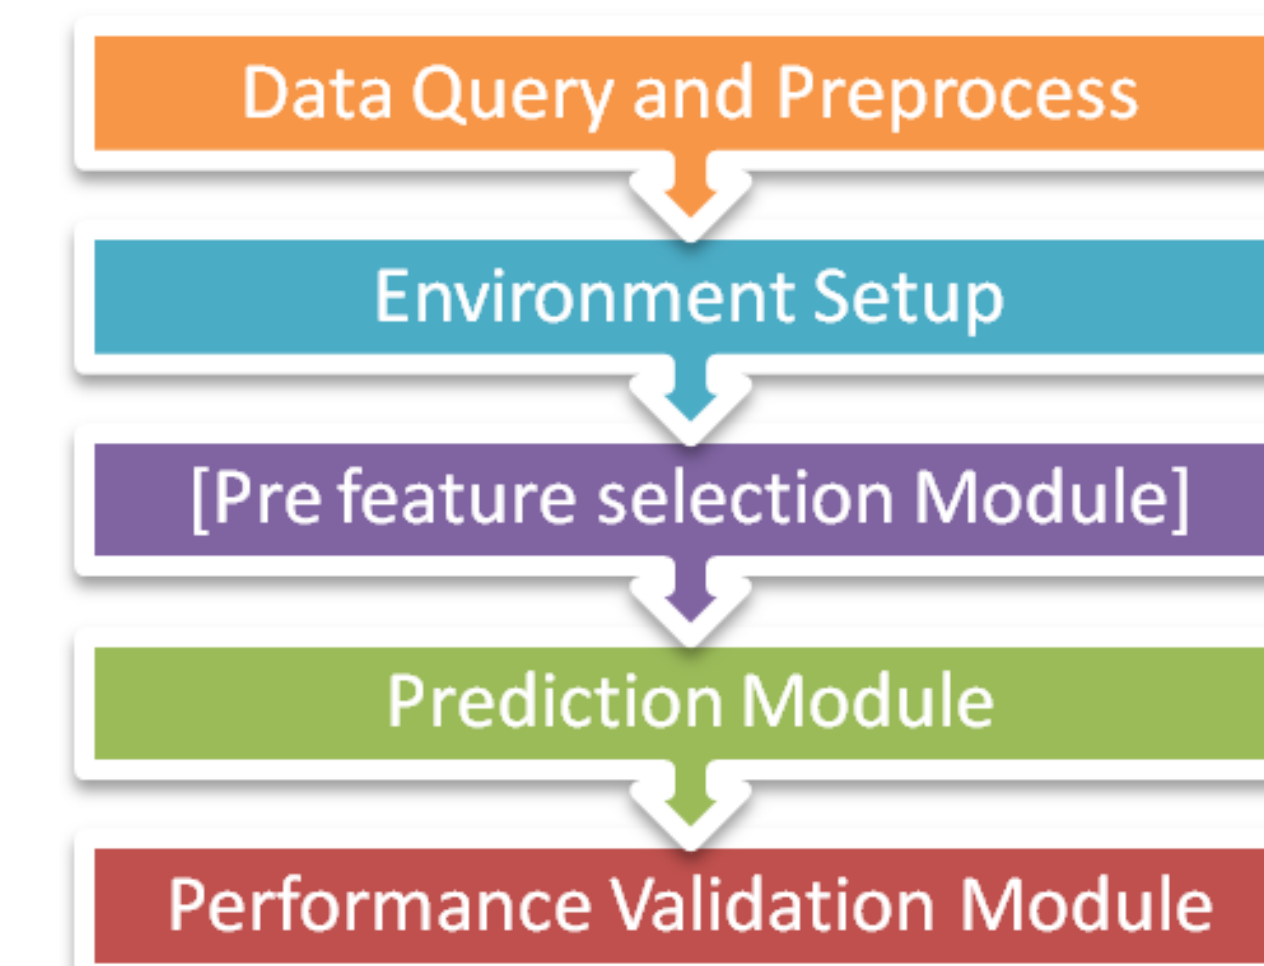 Data Query and Preprocess
Environment Setup
[Pre feature selection Module]
Prediction Module
Performance Validation Module